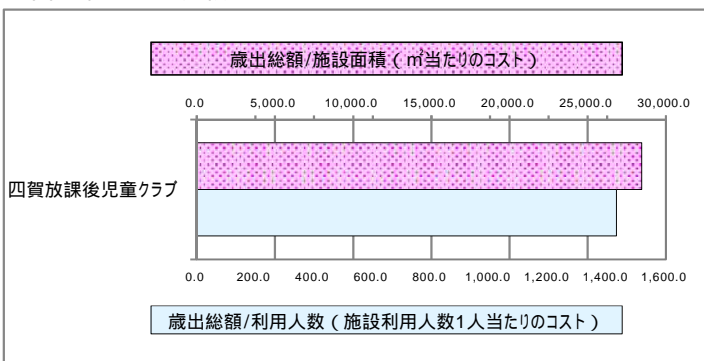 歳出総額/施設面積(㎡当たりのコスト)
0.0 5,000.0 10,000.0 15,000.0 20,000.0 25,000.0 30,000.0
四賀放課後児童クラブ
0.0 200.0 400.0 600.0 800.0 1,000.0 1,200.0 1,400.0 1,600.0
歳出総額/利用人数(施設利用人数1人当たりのコスト)